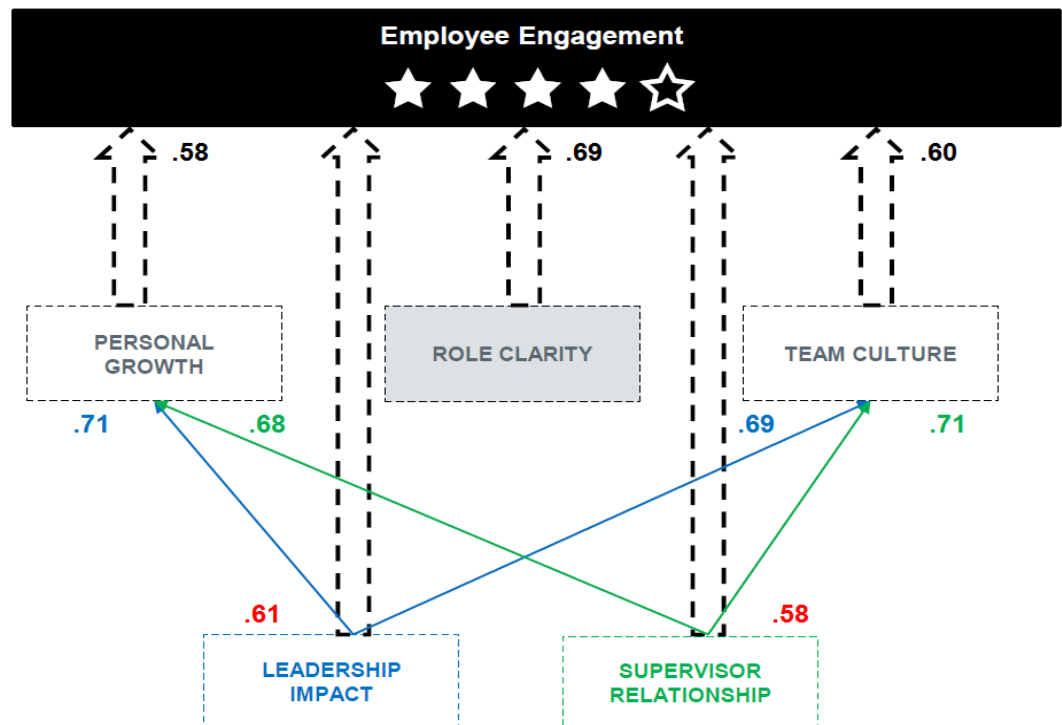 Employee Engagement
.58
.69
.60
PERSONAL
GROWTH
ROLE CLARITY
TEAM CULTURE
.71
.68
.69
.71
.61
.58
LEADERSHIP
IMPACT
SUPERVISOR
RELATIONSHIP